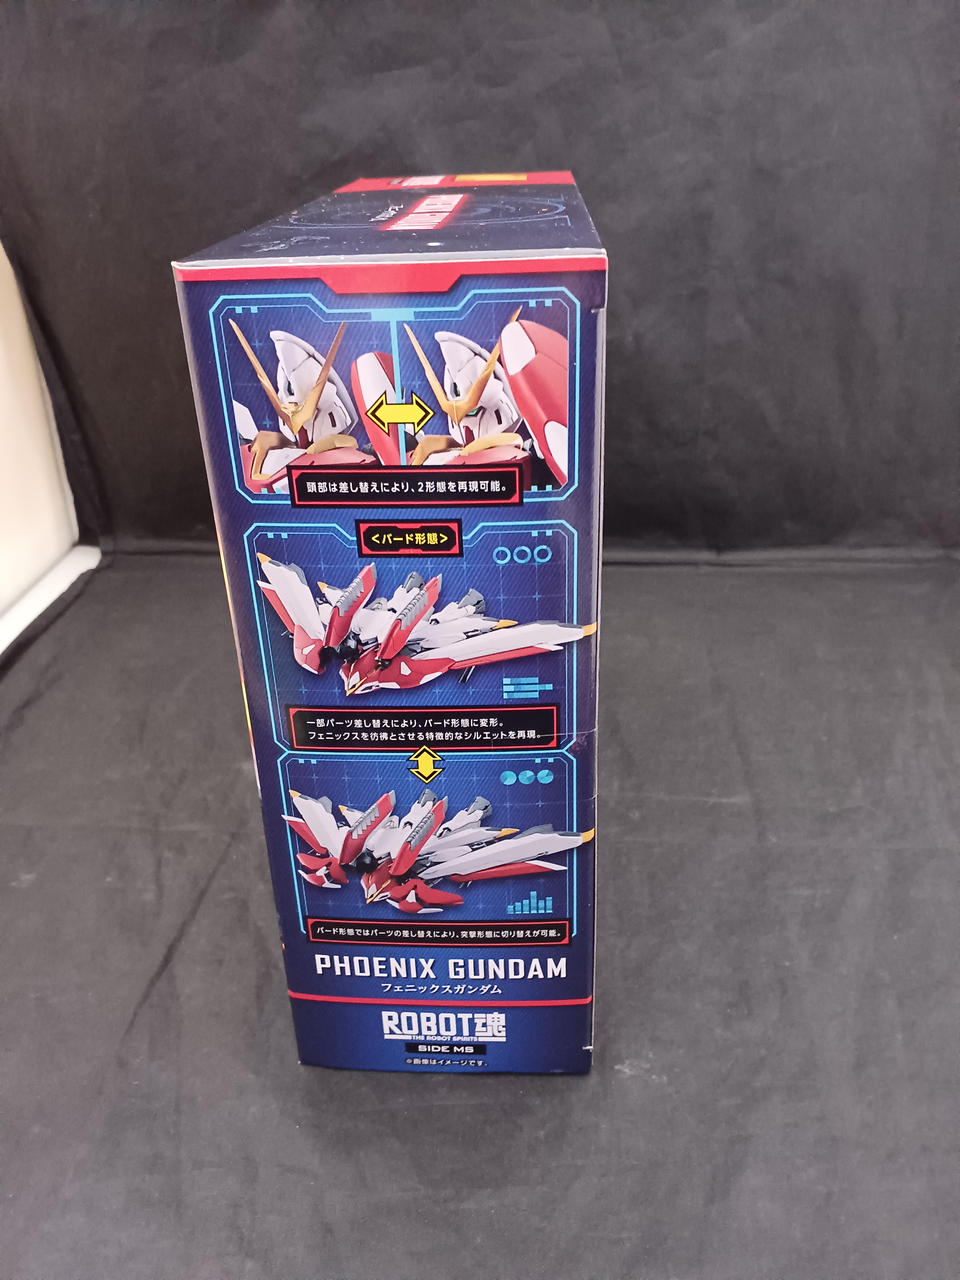 頭部は差し替えにより、2形態を再現可能。
<バード形態>
一部パーツ差し替えにより、バード形態に変形。
フェニックスを彷彿とさせる特徴的なシルエットを再現。
バード形態ではパーツの差し替えにより、突撃形態に切り替えが可能。
PHOENIX GUNDAM
フェニックスガンダム
ROBOT魂
THE ROBOT SPIRITS
SIDE MS
※画像はイメージです。